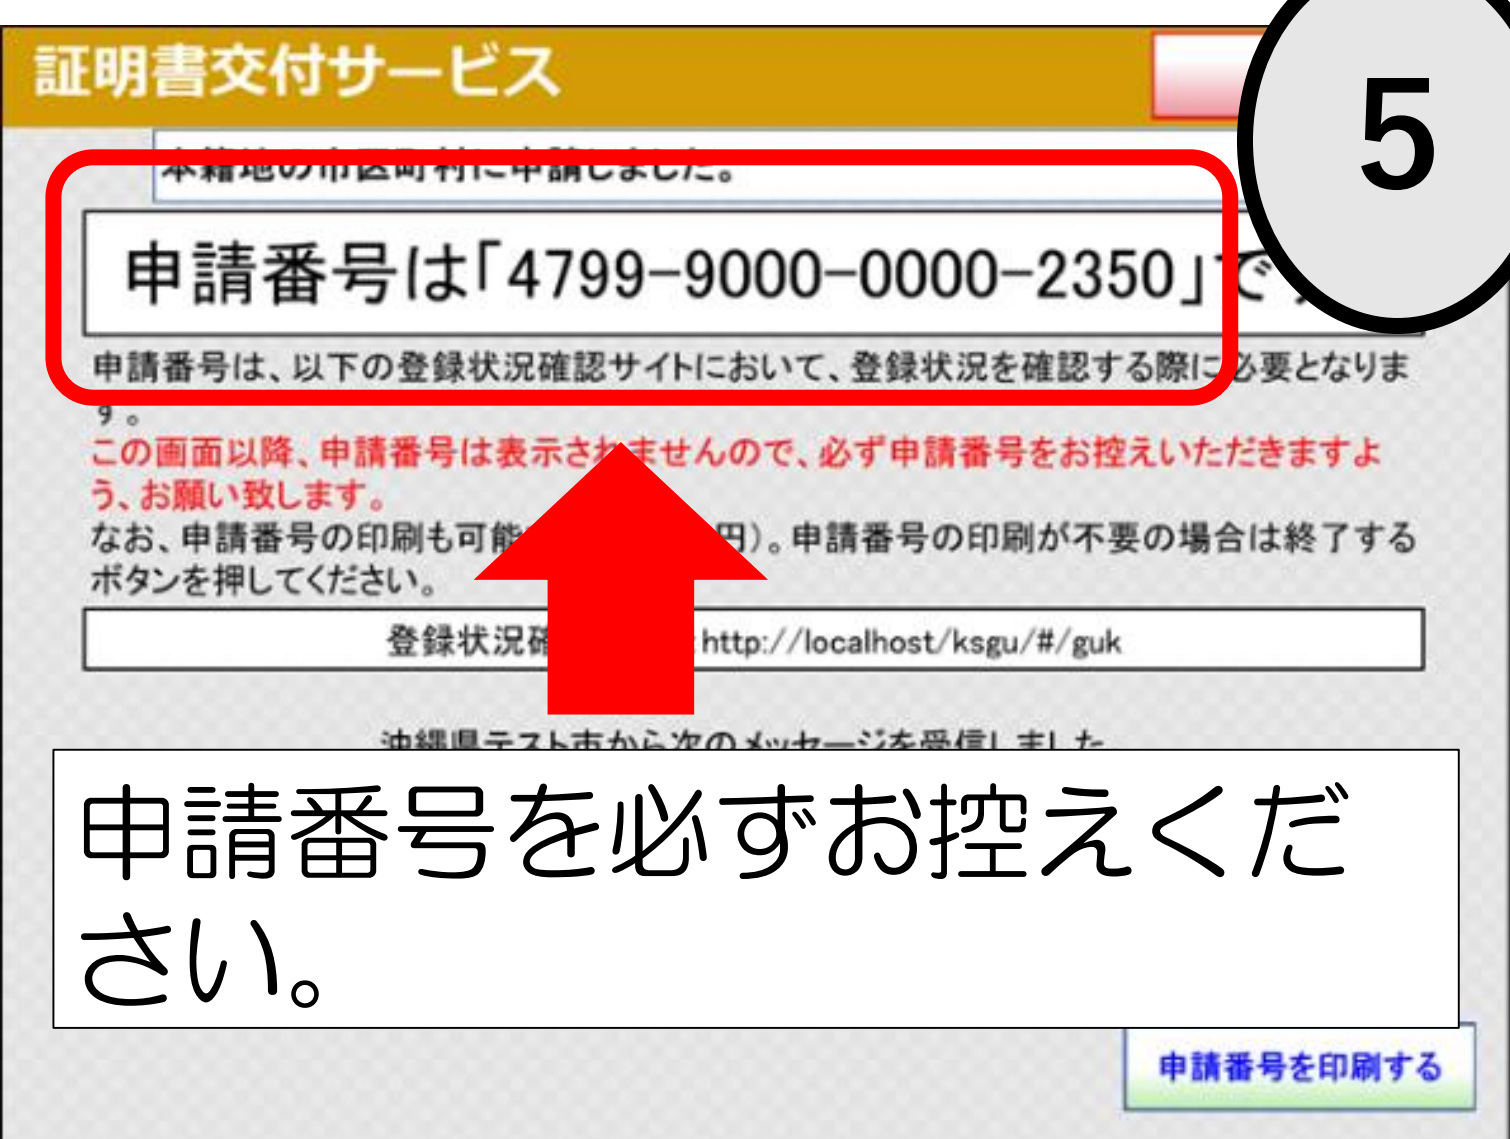 証明書交付サービス
5
本籍地の市区町村に申請しました。
申請番号は「4799-9000-0000-2350」で
申請番号は、以下の登録状況確認サイトにおいて、登録状況を確認する際に必要となりま
す。
この画面以降、申請番号は表示されませんので、必ず申請番号をお控えいただきますよ
う、お願い致します。
なお、申請番号の印刷も可能 円)。申請番号の印刷が不要の場合は終了する
ボタンを押してください。
登録状況確 http://localhost/ksgu/#/guk
沖縄県テスト市から次のメッセージを受信しました
申請番号を必ずお控えくだ
さい。
申請番号を印刷する